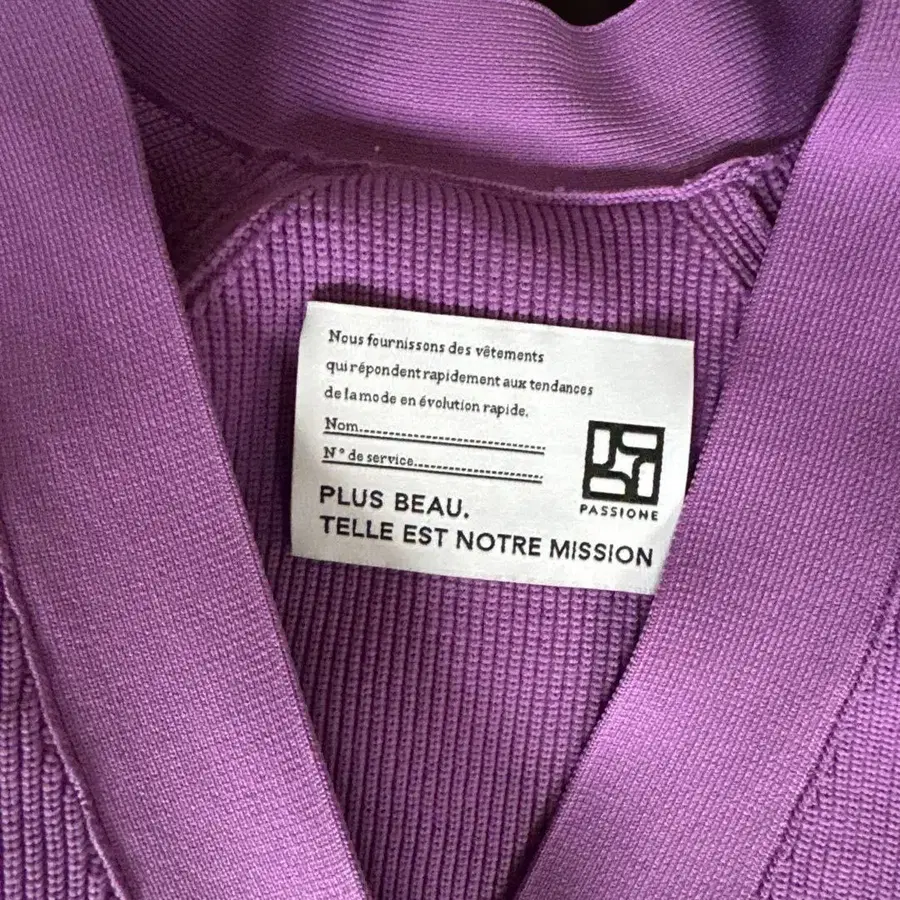 Nous fournissons des vêtements
qui répondent rapidement aux tendances
de la mode en évolution rapide.
Nom
N° de service
PLUS BEAU.
TELLE EST NOTRE MISSION
PASSIONE